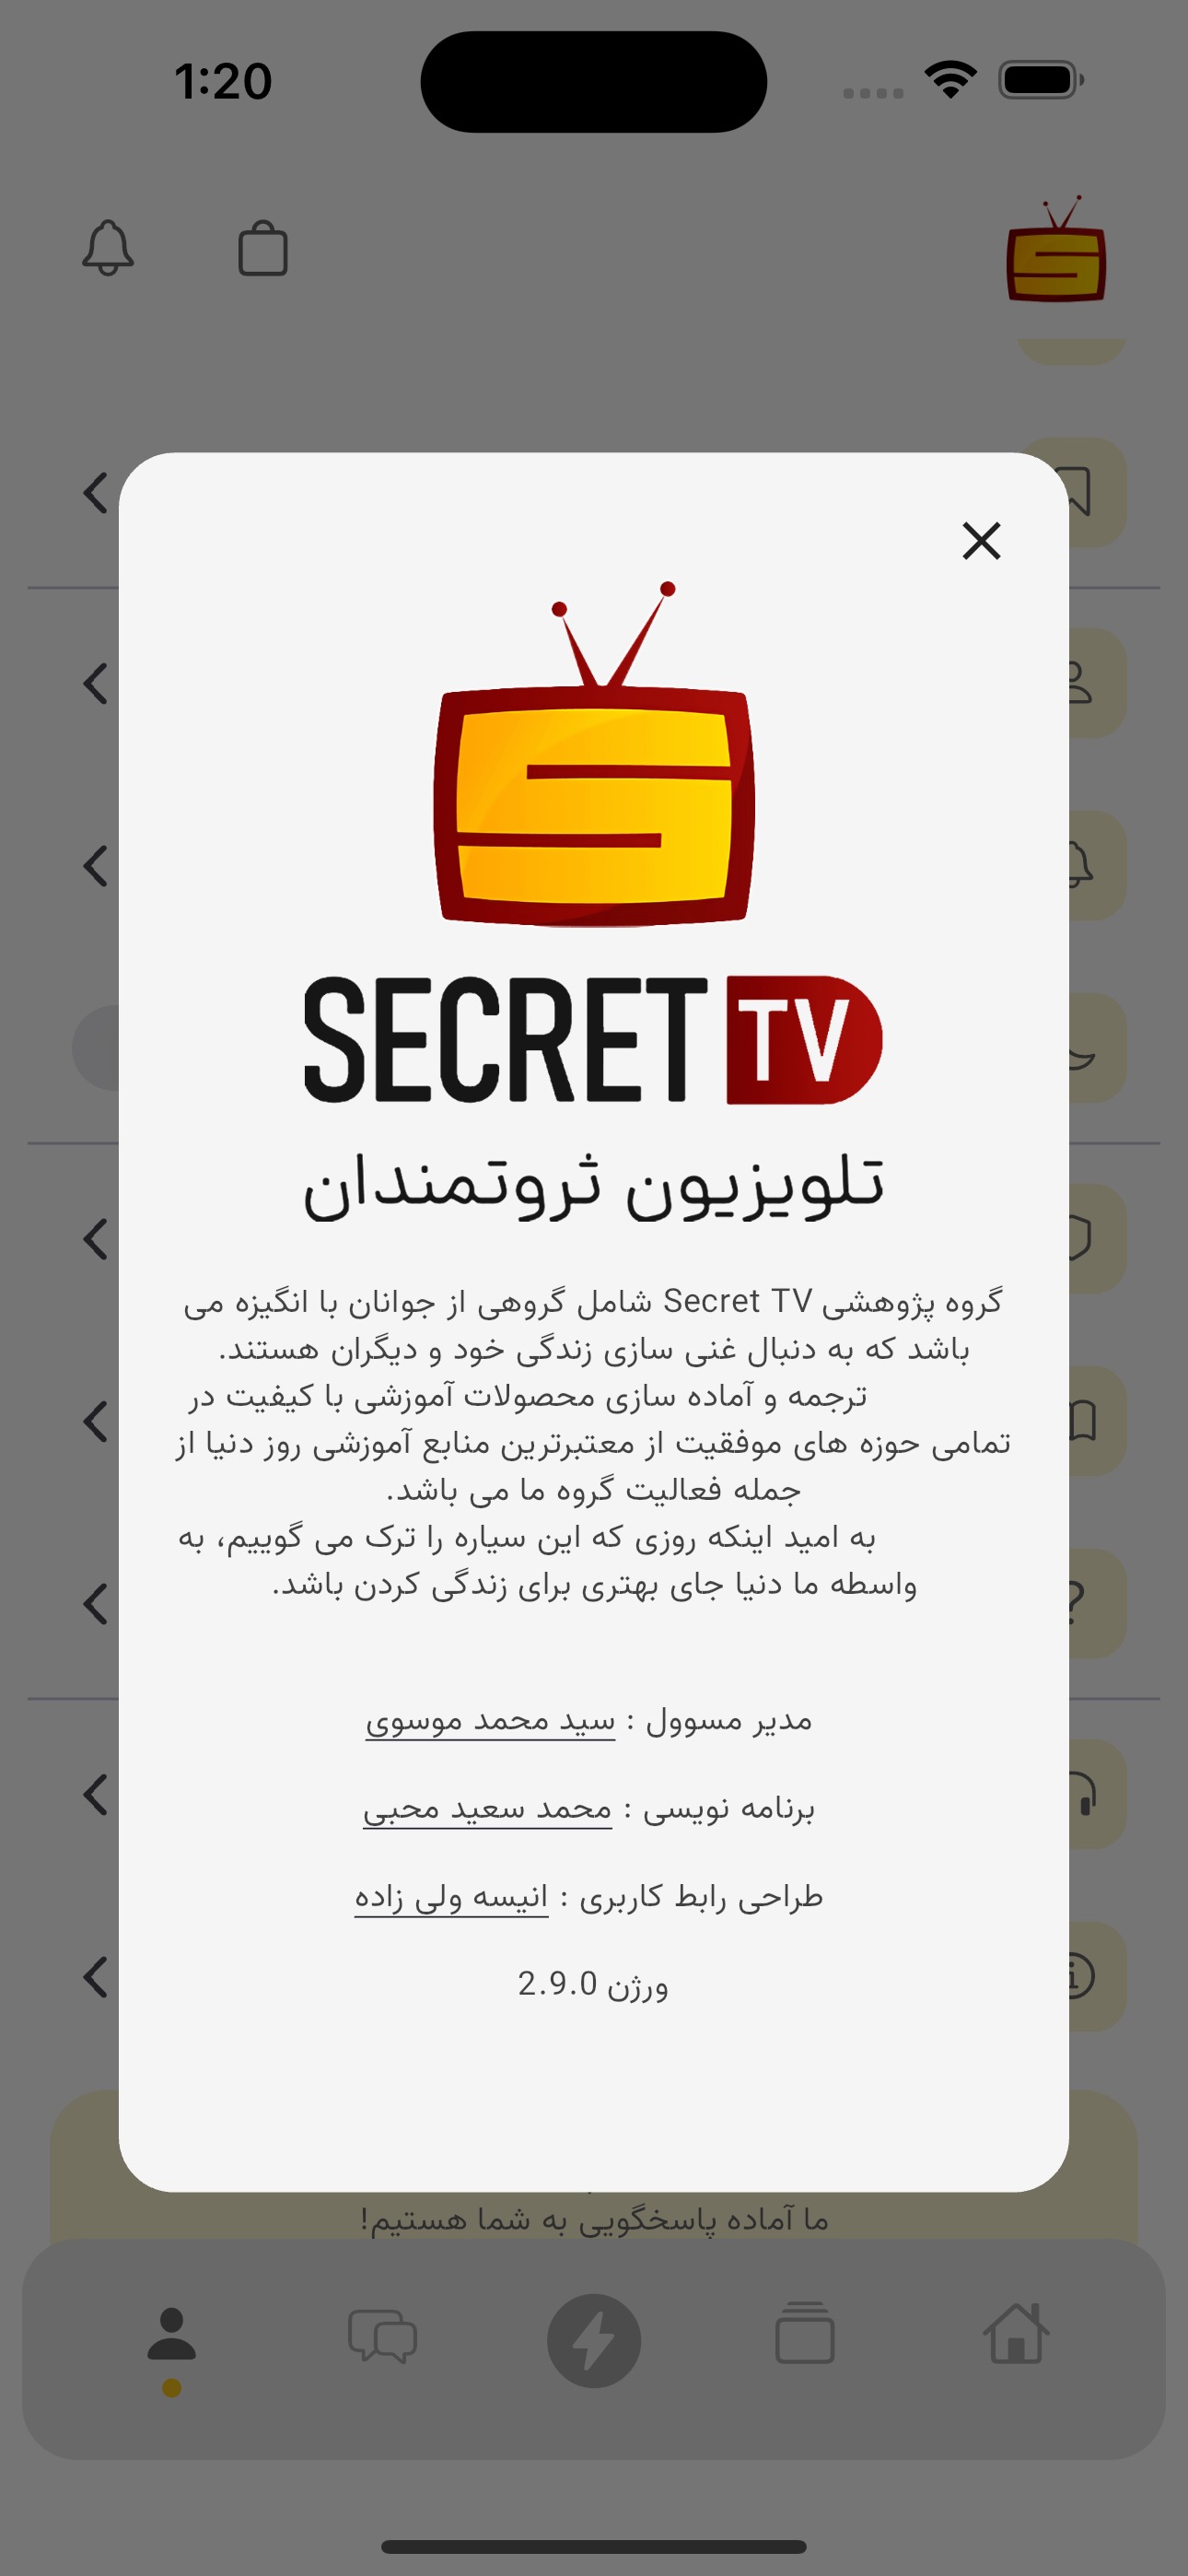 1:20
SECRET TV
تلویزیون ثروتمندان
گروه پژوهشی Secret TV شامل گروهی از جوانان با انگیزه می
باشد که به دنبال غنی سازی زندگی خود و دیگران هستند.
ترجمه و آماده سازی محصولات آموزشی با کیفیت در
تمامی حوزه های موفقیت از معتبرترین منابع آموزشی روز دنیا از
جمله فعالیت گروه ما می باشد.
به امید اینکه روزی که این سیاره را ترک می گوییم، به
واسطه ما دنیا جای بهتری برای زندگی کردن باشد.
مدیر مسوول : سید محمد موسوی
برنامه نویسی : محمد سعید محبی
طراحی رابط کاربری : انیسه ولی زاده
ورژن 2.9.0
ما آماده پاسخگویی به شما هستیم!